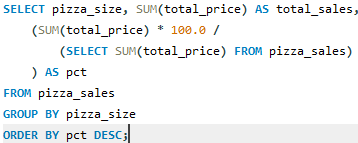 SELECT pizza_size, SUM(total_price) AS total_sales,
(SUM(total_price) * 100.0 /
(SELECT SUM(total_price) FROM pizza_sales)
) AS pct
FROM pizza_sales
GROUP BY pizza_size
ORDER BY pct DESC;